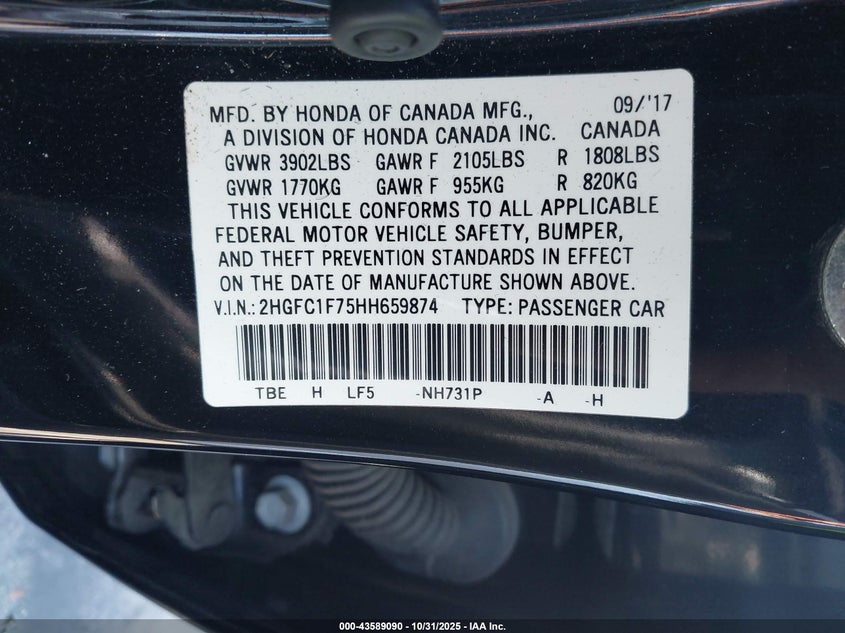 MFD. BY HONDA OF CANADA MFG., 09/'17
A DIVISION OF HONDA CANADA INC. CANADA
GVWR 3902LBS GAWR F 2105LBS R 1808LBS
GVWR 1770KG GAWR F 955KG R 820KG
THIS VEHICLE CONFORMS TO ALL APPLICABLE
FEDERAL MOTOR VEHICLE SAFETY, BUMPER,
AND THEFT PREVENTION STANDARDS IN EFFECT
ON THE DATE OF MANUFACTURE SHOWN ABOVE.
V.I.N.: 2HGFC1F75HH659874 TYPE: PASSENGER CAR
TBE H LF5 -NH731P -A -H
000-43589090 - 10/31/2025 - IAA Inc.